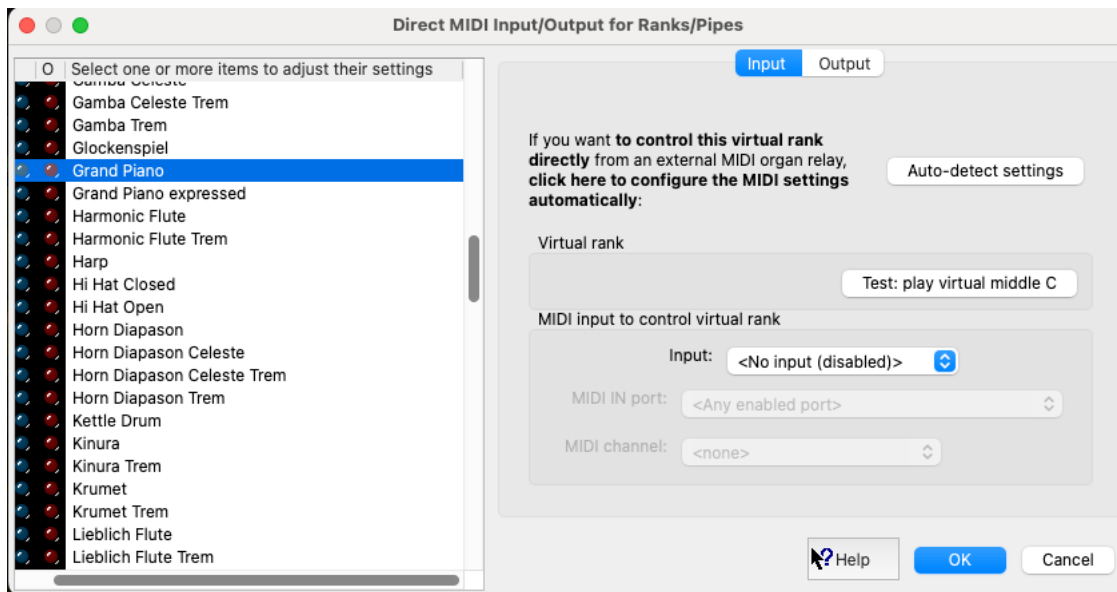 Direct MIDI Input/Output for Ranks/Pipes
O Select one or more items to adjust their settings
Gamba Celeste
Gamba Celeste Trem
Gamba Trem
Glockenspiel
Grand Piano
Grand Piano expressed
Harmonic Flute
Harmonic Flute Trem
Harp
Hi Hat Closed
Hi Hat Open
Horn Diapason
Horn Diapason Celeste
Horn Diapason Celeste Trem
Horn Diapason Trem
Kettle Drum
Kinura
Kinura Trem
Krumet
Krumet Trem
Lieblich Flute
Lieblich Flute Trem
Input Output
If you want to control this virtual rank
directly from an external MIDI organ relay,
click here to configure the MIDI settings
automatically:
Auto-detect settings
Virtual rank
Test: play virtual middle C
MIDI input to control virtual rank
Input: <No input (disabled)>
MIDI IN port: <Any enabled port>
MIDI channel: <none>
? Help OK Cancel